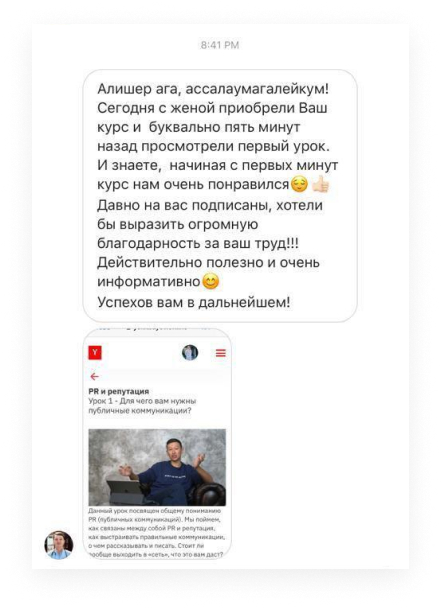 8:41 PM
Алишер ага, ассалаумагалейкум!
Сегодня с женой приобрели Ваш
курс и буквально пять минут
назад просмотрели первый урок.
И знаете, начиная с первых минут
курс нам очень понравился😌👍🏻
Давно на вас подписаны, хотели
бы выразить огромную
благодарность за ваш труд!!!
Действительно полезно и очень
информативно😊
Успехов вам в дальнейшем!
Y
PR и репутация
Урок 1 - Для чего вам нужны
публичные коммуникации?
Данный урок посвящен общему пониманию
PR (публичных коммуникаций). Мы поймем,
как связаны между собой PR и репутация,
как выстраивать правильные коммуникации,
о чем рассказывать и писать. Стоит ли
вообще выходить в «сеть», что это вам даст?